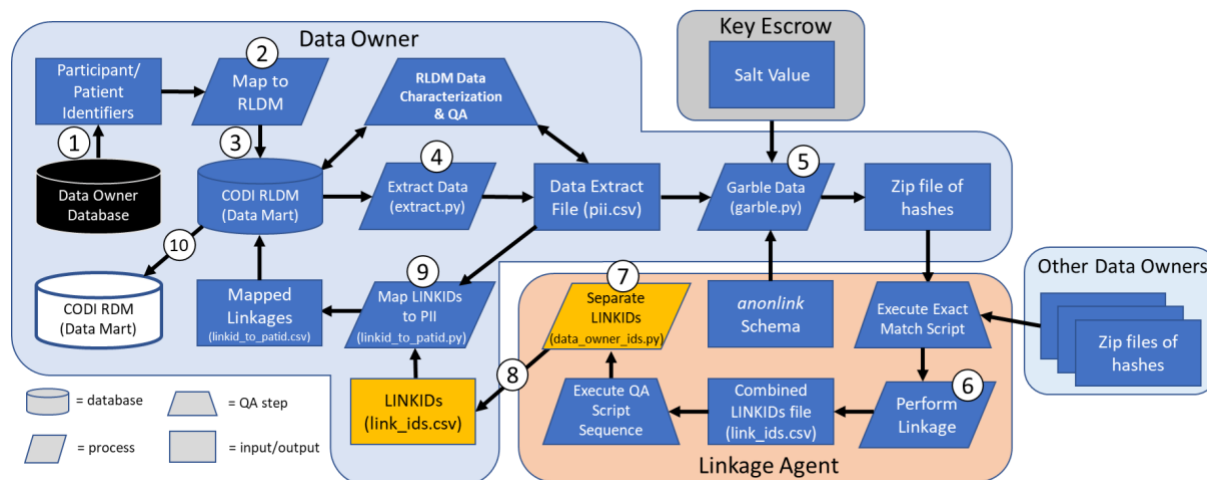 Data Owner
Key Escrow
Salt Value
1
Participant/
Patient
Identifiers
2
Map to
RLDM
RLDM Data
Characterization
& QA
Data Owner
Database
3
CODI RLDM
(Data Mart)
4
Extract Data
(extract.py)
Data Extract
File (pii.csv)
5
Garble Data
(garble.py)
Zip file of
hashes
10
CODI RDM
(Data Mart)
Mapped
Linkages
(linkid_to_patid.csv)
9
Map LINKIDs
to PII
(linkid_to_patid.py)
7
Separate
LINKIDs
(data_owner_ids.py)
anonlink
Schema
Execute Exact
Match Script
Other Data Owners
Zip files of
hashes
8
LINKIDs
(link_ids.csv)
Execute QA
Script
Sequence
Combined
LINKIDs file
(link_ids.csv)
6
Perform
Linkage
Linkage Agent
= database
= QA step
= process
= input/output